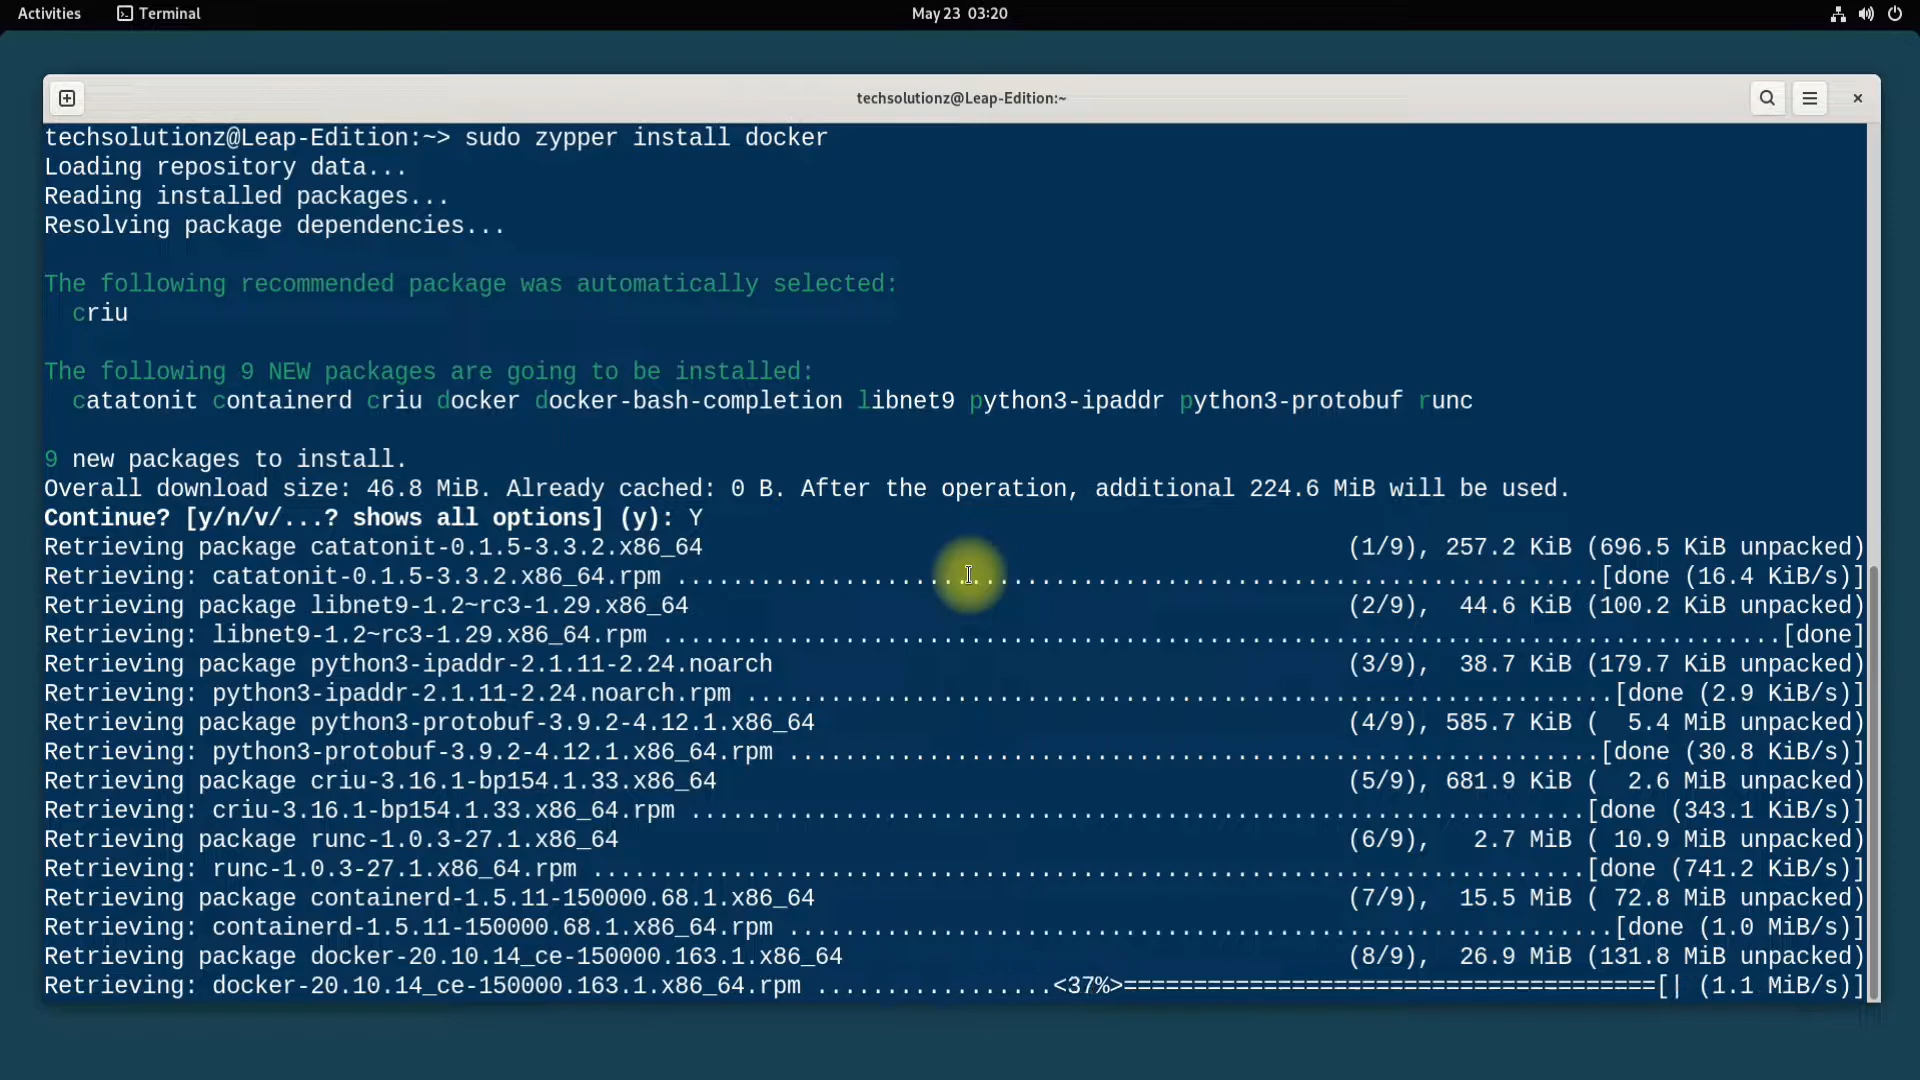 Activities Terminal May 23 03:20
techsolutionz@Leap-Edition:~
techsolutionz@Leap-Edition:~> sudo zypper install docker
Loading repository data...
Reading installed packages...
Resolving package dependencies...
The following recommended package was automatically selected:
criu
The following 9 NEW packages are going to be installed:
catatonit containerd criu docker docker-bash-completion libnet9 python3-ipaddr python3-protobuf runc
9 new packages to install.
Overall download size: 46.8 MiB. Already cached: 0 B. After the operation, additional 224.6 MiB will be used.
Continue? [y/n/v/...? shows all options] (y): Y
Retrieving package catatonit-0.1.5-3.3.2.x86_64 (1/9), 257.2 KiB (696.5 KiB unpacked)
Retrieving: catatonit-0.1.5-3.3.2.x86_64.rpm ..................................................................[done (16.4 KiB/s)]
Retrieving package libnet9-1.2~rc3-1.29.x86_64 (2/9), 44.6 KiB (100.2 KiB unpacked)
Retrieving: libnet9-1.2~rc3-1.29.x86_64.rpm ................................................................................[done]
Retrieving package python3-ipaddr-2.1.11-2.24.noarch (3/9), 38.7 KiB (179.7 KiB unpacked)
Retrieving: python3-ipaddr-2.1.11-2.24.noarch.rpm ..............................................................[done (2.9 KiB/s)]
Retrieving package python3-protobuf-3.9.2-4.12.1.x86_64 (4/9), 585.7 KiB ( 5.4 MiB unpacked)
Retrieving: python3-protobuf-3.9.2-4.12.1.x86_64.rpm ..........................................................[done (30.8 KiB/s)]
Retrieving package criu-3.16.1-bp154.1.33.x86_64 (5/9), 681.9 KiB ( 2.6 MiB unpacked)
Retrieving: criu-3.16.1-bp154.1.33.x86_64.rpm ................................................................[done (343.1 KiB/s)]
Retrieving package runc-1.0.3-27.1.x86_64 (6/9), 2.7 MiB ( 10.9 MiB unpacked)
Retrieving: runc-1.0.3-27.1.x86_64.rpm .......................................................................[done (741.2 KiB/s)]
Retrieving package containerd-1.5.11-150000.68.1.x86_64 (7/9), 15.5 MiB ( 72.8 MiB unpacked)
Retrieving: containerd-1.5.11-150000.68.1.x86_64.rpm ...........................................................[done (1.0 MiB/s)]
Retrieving package docker-20.10.14_ce-150000.163.1.x86_64 (8/9), 26.9 MiB (131.8 MiB unpacked)
Retrieving: docker-20.10.14_ce-150000.163.1.x86_64.rpm .................<37%>======================================[| (1.1 MiB/s)]